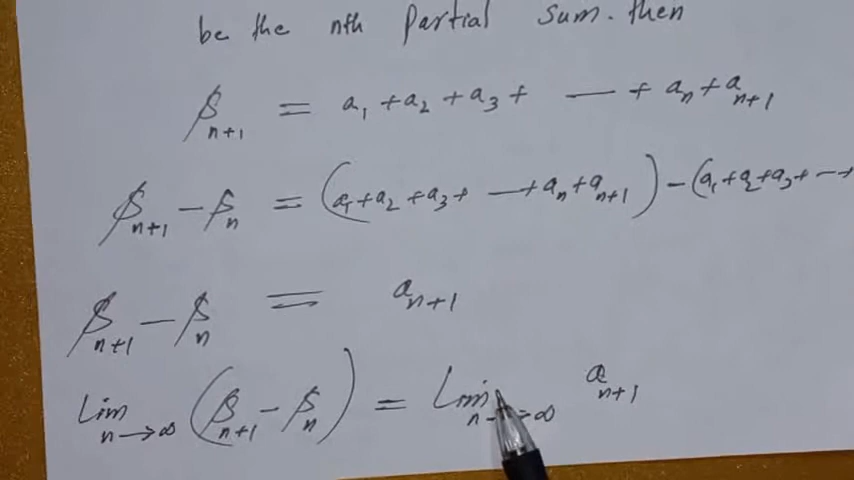 be the nth partial sum. then
S_{n+1} = a_1 + a_2 + a_3 + — + a_n + a_{n+1}
S_{n+1} - S_n = (a_1 + a_2 + a_3 + — + a_n + a_{n+1}) - (a_1 + a_2 + a_3 + — +
S_{n+1} - S_n = a_{n+1}
Lim_{n→∞} (S_{n+1} - S_n) = Lim_{n→∞} a_{n+1}